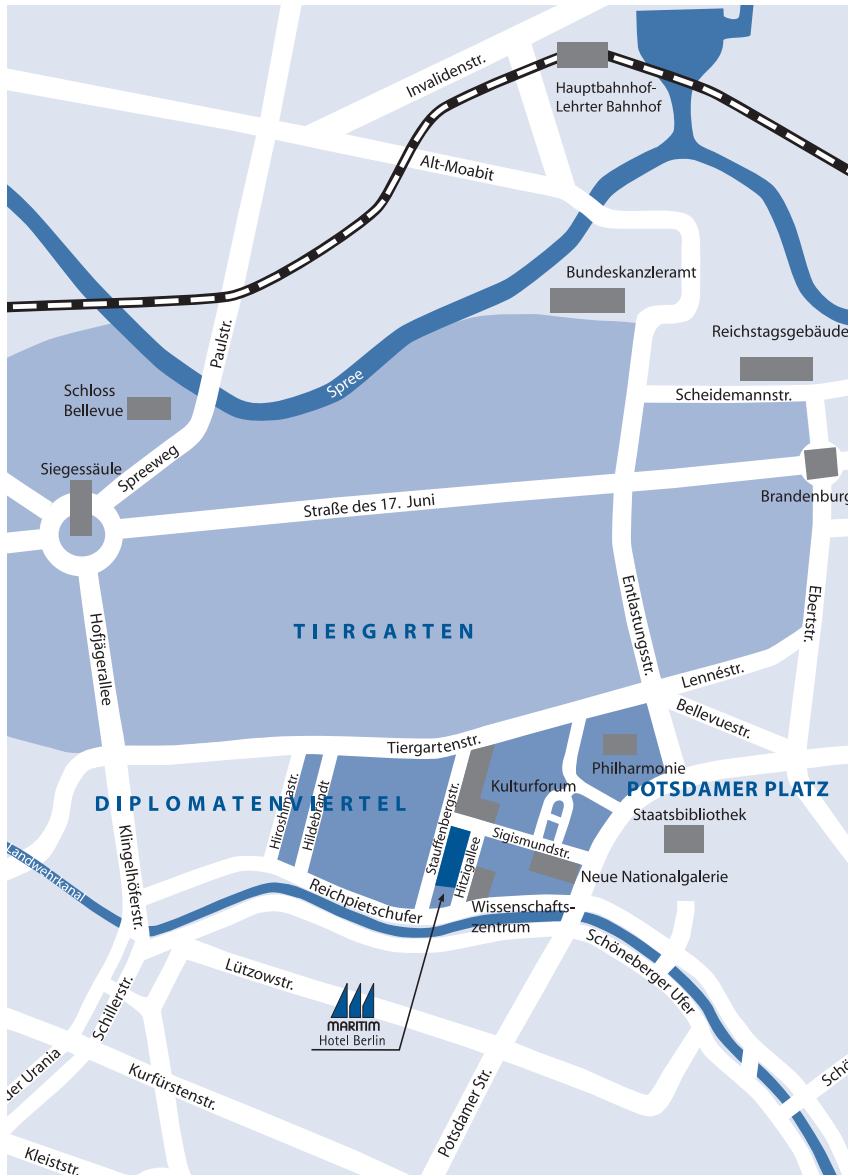 Invalidenstr.
Hauptbahnhof-
Lehrter Bahnhof
Alt-Moabit
Bundeskanzleramt
Paulstr.
Reichstagsgebäude
Spree
Schloss
Bellevue
Scheidemannstr.
Spreeweg
Siegessäule
Straße des 17. Juni
Brandenburg
Hofjägerallee
Entlastungsstr.
Ebertstr.
TIERGARTEN
Lennéstr.
Bellevuestr.
Tiergartenstr.
Philharmonie
Kulturforum
POTSDAMER PLATZ
DIPLOMATENVIERTEL
Hiroshimastr.
Hildebrandt
Stauffenbergstr.
Staatsbibliothek
Sigismundstr.
Hitzigallee
Neue Nationalgalerie
Klingelhöferstr.
Landwehrkanal
Reichpietschufer
Wissenschafts-
zentrum
Schöneberger Ufer
Lützowstr.
Schillerstr.
MARITIM
Hotel Berlin
der Urania
Kurfürstenstr.
Potsdamer Str.
Schö
Kleiststr.